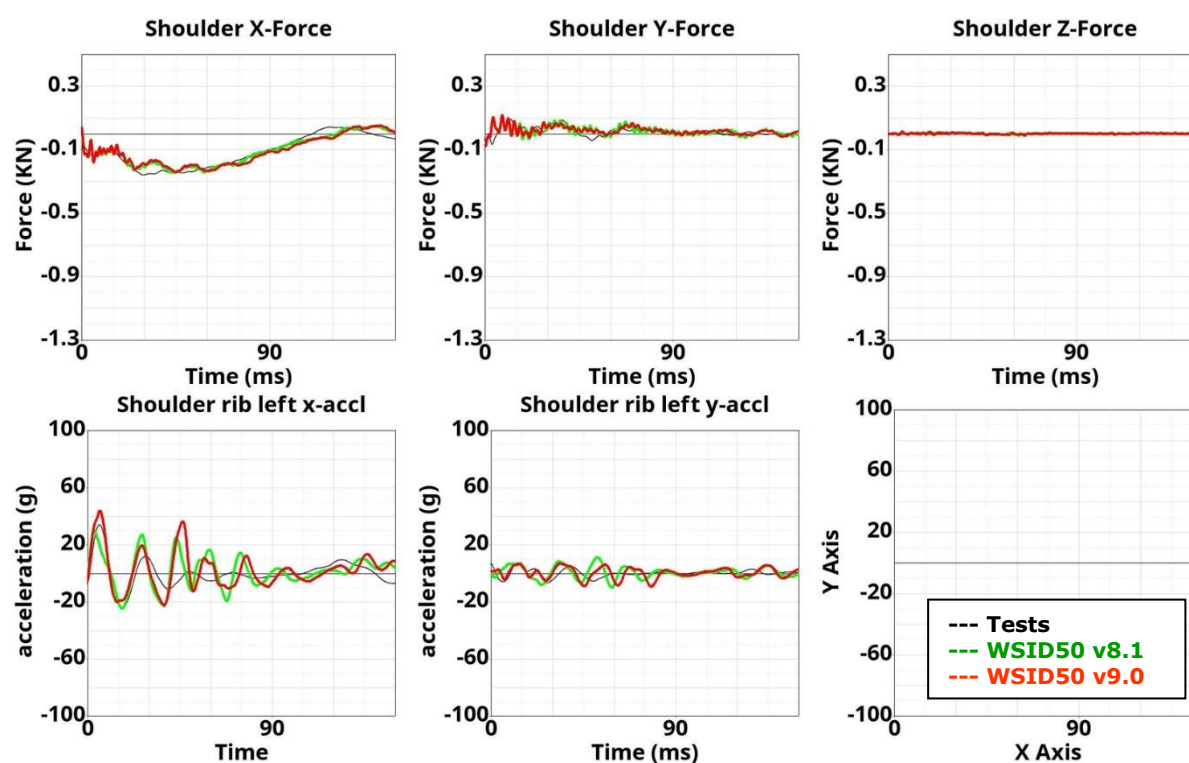 Shoulder X-Force
Shoulder Y-Force
Shoulder Z-Force
0.3
-0.1
-0.5
-0.9
-1.3
Force (KN)
0
90
Time (ms)
0.3
-0.1
-0.5
-0.9
-1.3
Force (KN)
0
90
Time (ms)
0.3
-0.1
-0.5
-0.9
-1.3
Force (KN)
0
90
Time (ms)
Shoulder rib left x-accl
100
60
20
-20
-60
-100
acceleration (g)
0
90
Time
Shoulder rib left y-accl
100
60
20
-20
-60
-100
acceleration (g)
0
90
Time (ms)
100
60
20
-20
-60
-100
Y Axis
0
90
X Axis
--- Tests
--- WSID50 v8.1
--- WSID50 v9.0